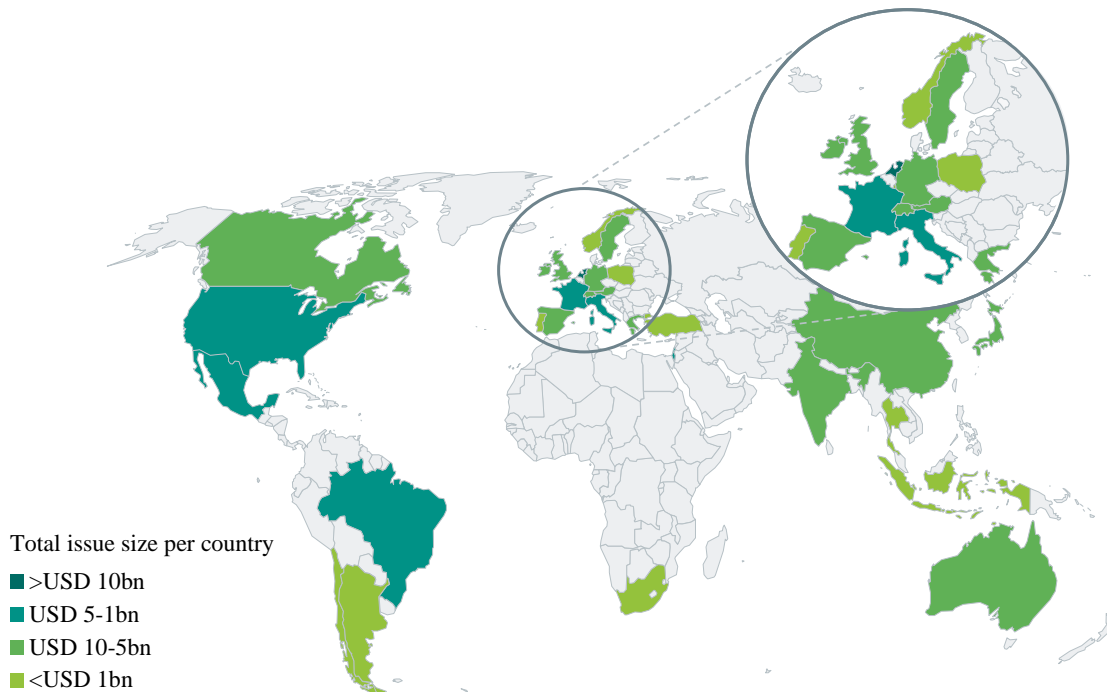 Total issue size per country
>USD 10bn
USD 5-1bn
USD 10-5bn
<USD 1bn